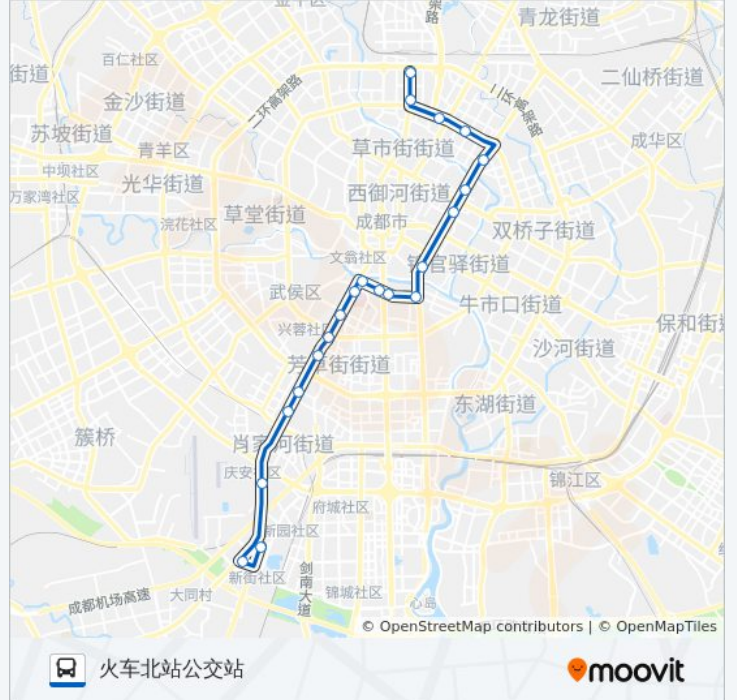 青龙街道
街道
百仁社区
二环高架路
二环高架路
二仙桥街道
金沙街道
苏坡街道
草市街街道
成华区
青羊区
中坝社区
光华街道
西御河街道
万家湾社区
草堂街道
成都市
浣花社区
双桥子街道
文翁社区
官驿街道
武侯区
牛市口街道
兴蓉社
保和街
沙河街道
芳草街街道
东湖街道
簇桥
肖家河街道
庆安社区
锦江区
府城社区
新园社区
新街社区
剑南大道
锦城社区
成都机场高速
大同村
心岛
© OpenStreetMap contributors | © OpenMapTiles
火车北站公交站
moovit